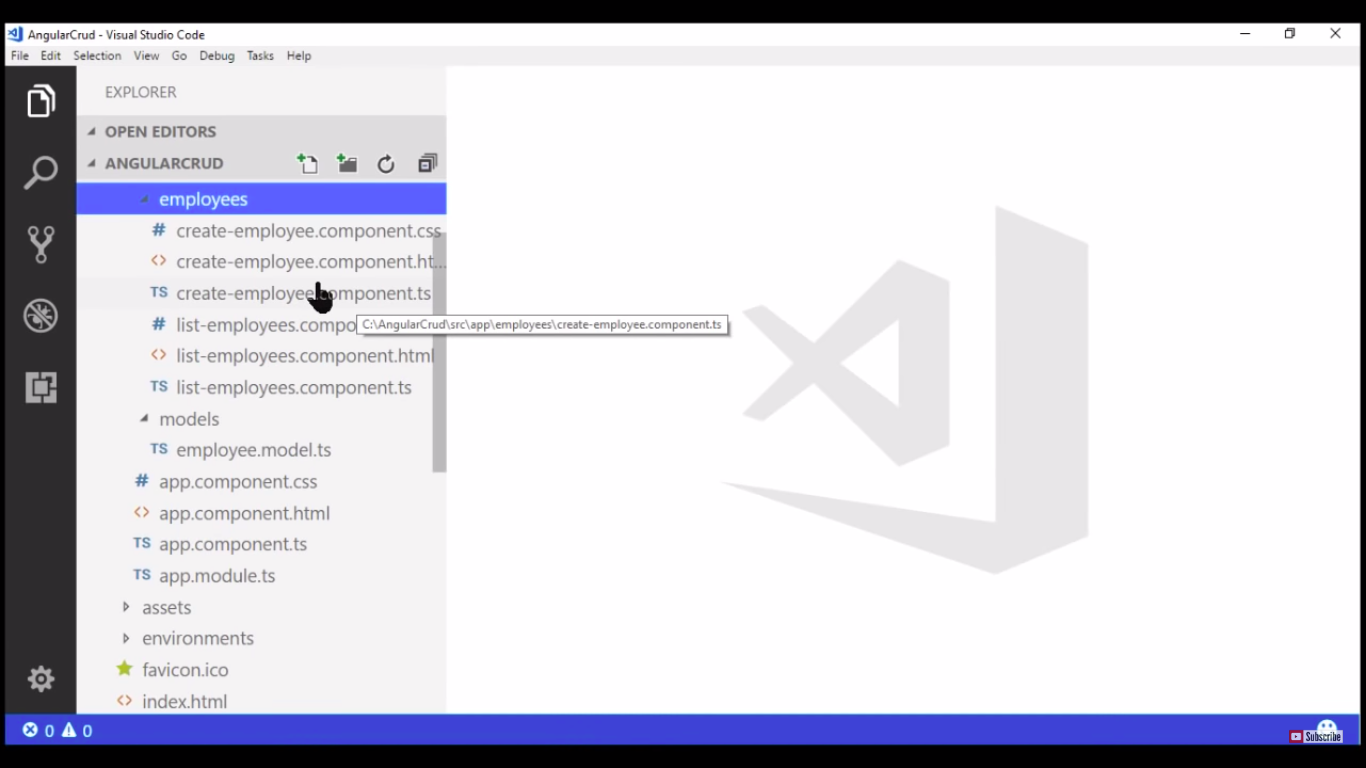 AngularCrud - Visual Studio Code
File Edit Selection View Go Debug Tasks Help
EXPLORER
OPEN EDITORS
ANGULARCRUD
employees
# create-employee.component.css
<> create-employee.component.ht...
TS create-employee.component.ts
# list-employees.compo
C:\AngularCrud\src\app\employees\create-employee.component.ts
<> list-employees.component.html
TS list-employees.component.ts
models
TS employee.model.ts
# app.component.css
<> app.component.html
TS app.component.ts
TS app.module.ts
assets
environments
favicon.ico
<> index.html
0 0
Subscribe